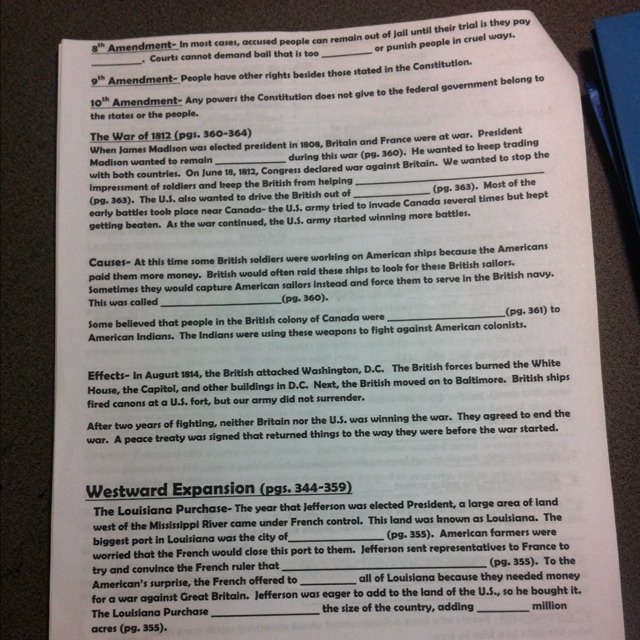 8th Amendment- In most cases, accused people can remain out of jail until their trial is they pay
__________. Courts cannot demand bail that is too __________ or punish people in cruel ways.
9th Amendment- People have other rights besides those stated in the Constitution.
10th Amendment- Any powers the Constitution does not give to the federal government belong to
the states or the people.
The War of 1812 (pgs. 360-364)
When James Madison was elected president in 1808, Britain and France were at war. President
Madison wanted to remain ______________ during this war (pg. 360). He wanted to keep trading
with both countries. On June 18, 1812, Congress declared war against Britain. We wanted to stop the
impressment of soldiers and keep the British from helping ______________________________
(pg. 363). The U.S. also wanted to drive the British out of ______________ (pg. 363). Most of the
early battles took place near Canada- the U.S. army tried to invade Canada several times but kept
getting beaten. As the war continued, the U.S. army started winning more battles.
Causes- At this time some British soldiers were working on American ships because the Americans
paid them more money. British would often raid these ships to look for these British sailors.
Sometimes they would capture American sailors instead and force them to serve in the British navy.
This was called ______________________(pg. 360).
Some believed that people in the British colony of Canada were ______________________(pg. 361) to
American Indians. The Indians were using these weapons to fight against American colonists.
Effects- In August 1814, the British attacked Washington, D.C. The British forces burned the White
House, the Capitol, and other buildings in D.C. Next, the British moved on to Baltimore. British ships
fired canons at a U.S. fort, but our army did not surrender.
After two years of fighting, neither Britain nor the U.S. was winning the war. They agreed to end the
war. A peace treaty was signed that returned things to the way they were before the war started.
Westward Expansion (pgs. 344-359)
The Louisiana Purchase- The year that Jefferson was elected President, a large area of land
west of the Mississippi River came under French control. This land was known as Louisiana. The
biggest port in Louisiana was the city of__________________ (pg. 355). American farmers were
worried that the French would close this port to them. Jefferson sent representatives to France to
try and convince the French ruler that ______________________________________ (pg. 355). To the
American's surprise, the French offered to __________ all of Louisiana because they needed money
for a war against Great Britain. Jefferson was eager to add to the land of the U.S., so he bought it.
The Louisiana Purchase __________________ the size of the country, adding _________ million
acres (pg. 355).